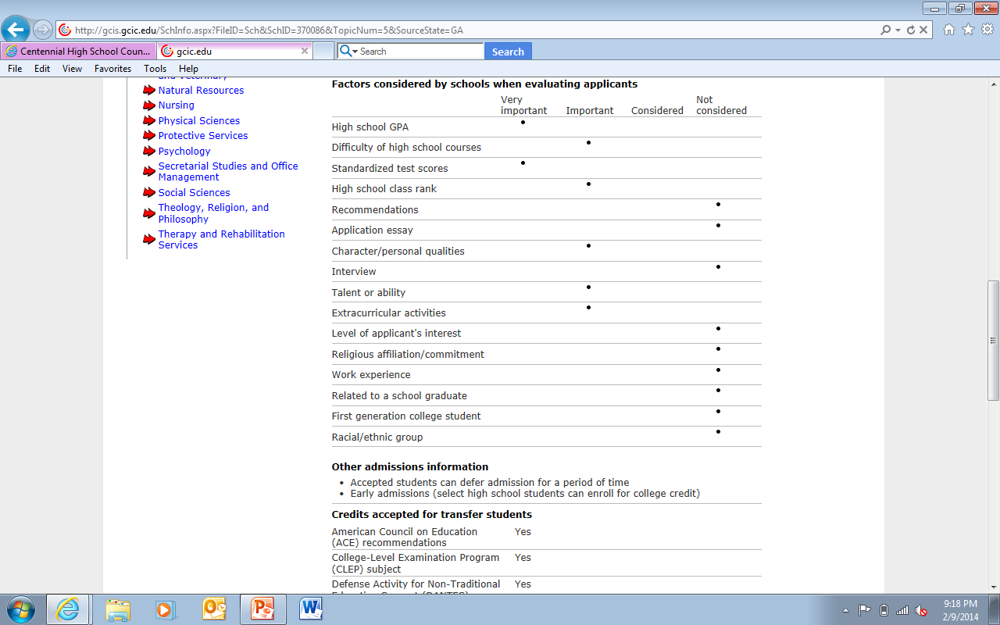 http://gcis.gcic.edu/SchInfo.aspx?FileID=Sch&SchID=370086&TopicNum=5&SourceState=GA
Centennial High School Coun...
gcic.edu
Search
Search
File Edit View Favorites Tools Help
and Veterinary
Natural Resources
Nursing
Physical Sciences
Protective Services
Psychology
Secretarial Studies and Office
Management
Social Sciences
Theology, Religion, and
Philosophy
Therapy and Rehabilitation
Services
Factors considered by schools when evaluating applicants
Very
important
Important
Considered
Not
considered
High school GPA •
Difficulty of high school courses •
Standardized test scores •
High school class rank •
Recommendations •
Application essay •
Character/personal qualities •
Interview •
Talent or ability •
Extracurricular activities •
Level of applicant's interest •
Religious affiliation/commitment •
Work experience •
Related to a school graduate •
First generation college student •
Racial/ethnic group •
Other admissions information
• Accepted students can defer admission for a period of time
• Early admissions (select high school students can enroll for college credit)
Credits accepted for transfer students
American Council on Education Yes
(ACE) recommendations
College-Level Examination Program Yes
(CLEP) subject
Defense Activity for Non-Traditional Yes
9:18 PM
2/9/2014